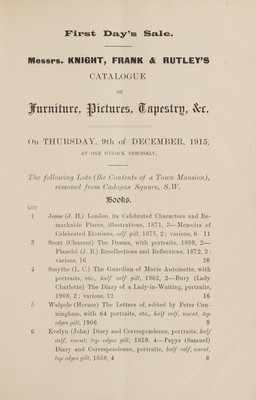 First Day's Sale.
Messrs. KNIGHT, FRANK & RUTLEY'S
CATALOGUE
OF
Furniture, Pictures, Tapestry, &c.
On THURSDAY, 9th of DECEMBER, 1915,
AT ONE O'CLOCK PRECISELY.
The following Lots (the Contents of a Town Mansion),
removed from Cadogan Square, S.W.
Books.
LOT
1 Jesse (J. H.) London, its Celebrated Characters and Re-
markable Places, illustrations, 1871, 3—Memoirs of
Celebrated Etonians, calf gilt, 1875, 2; various, 6 11
3 Scott (Clement) The Drama, with portraits, 1899, 2—
Planché (J. R.) Recollections and Reflections, 1872, 2;
various, 16 20
4 Smythe (L. C.) The Guardian of Marie Antoinette, with
portraits, etc., half calf gilt, 1902, 2—Bury (Lady
Charlotte) The Diary of a Lady-in-Waiting, portraits,
1908, 2; various, 12 16
5 Walpole (Horace) The Letters of, edited by Peter Cun-
ningham, with 64 portraits, etc., half calf, uncut, top
edges gilt, 1906 9
6 Evelyn (John) Diary and Correspondence, portraits, half
calf, uncut, top edges gilt, 1859, 4—Pepys (Samuel)
Diary and Correspondence, portraits, half calf, uncut,
top edges gilt, 1858, 4 8